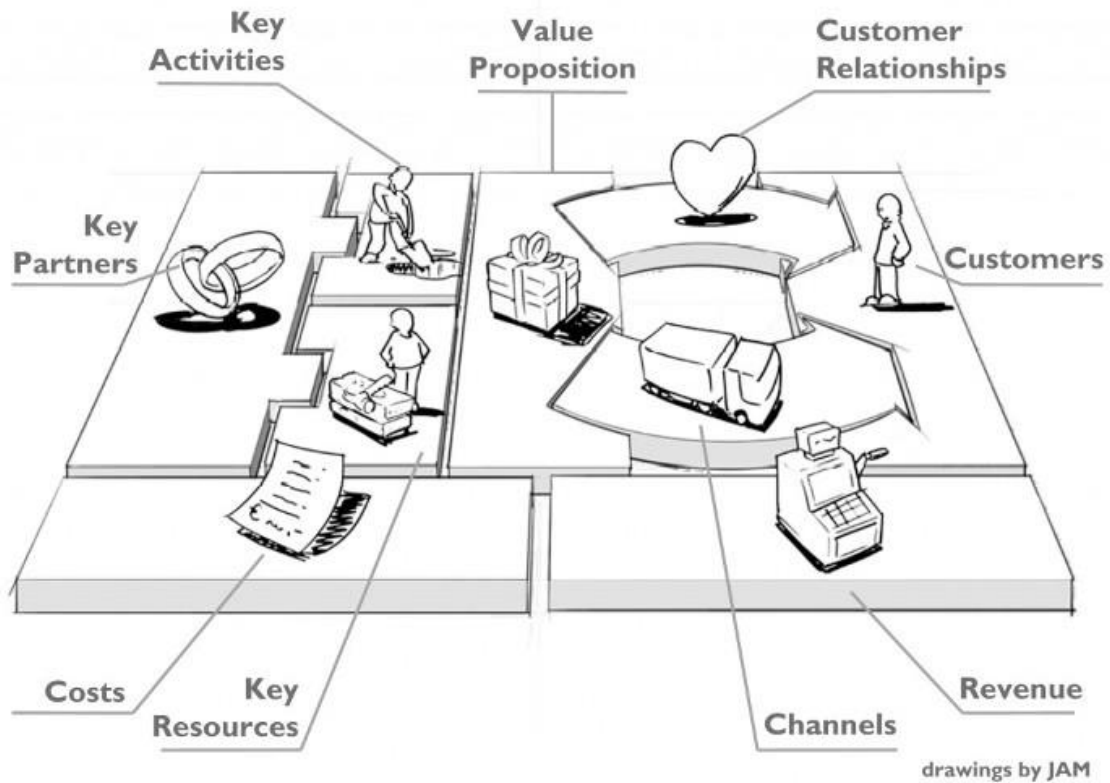 Key
Activities
Value
Proposition
Customer
Relationships
Key
Partners
Customers
€
Costs
Key
Resources
Channels
Revenue
drawings by JAM